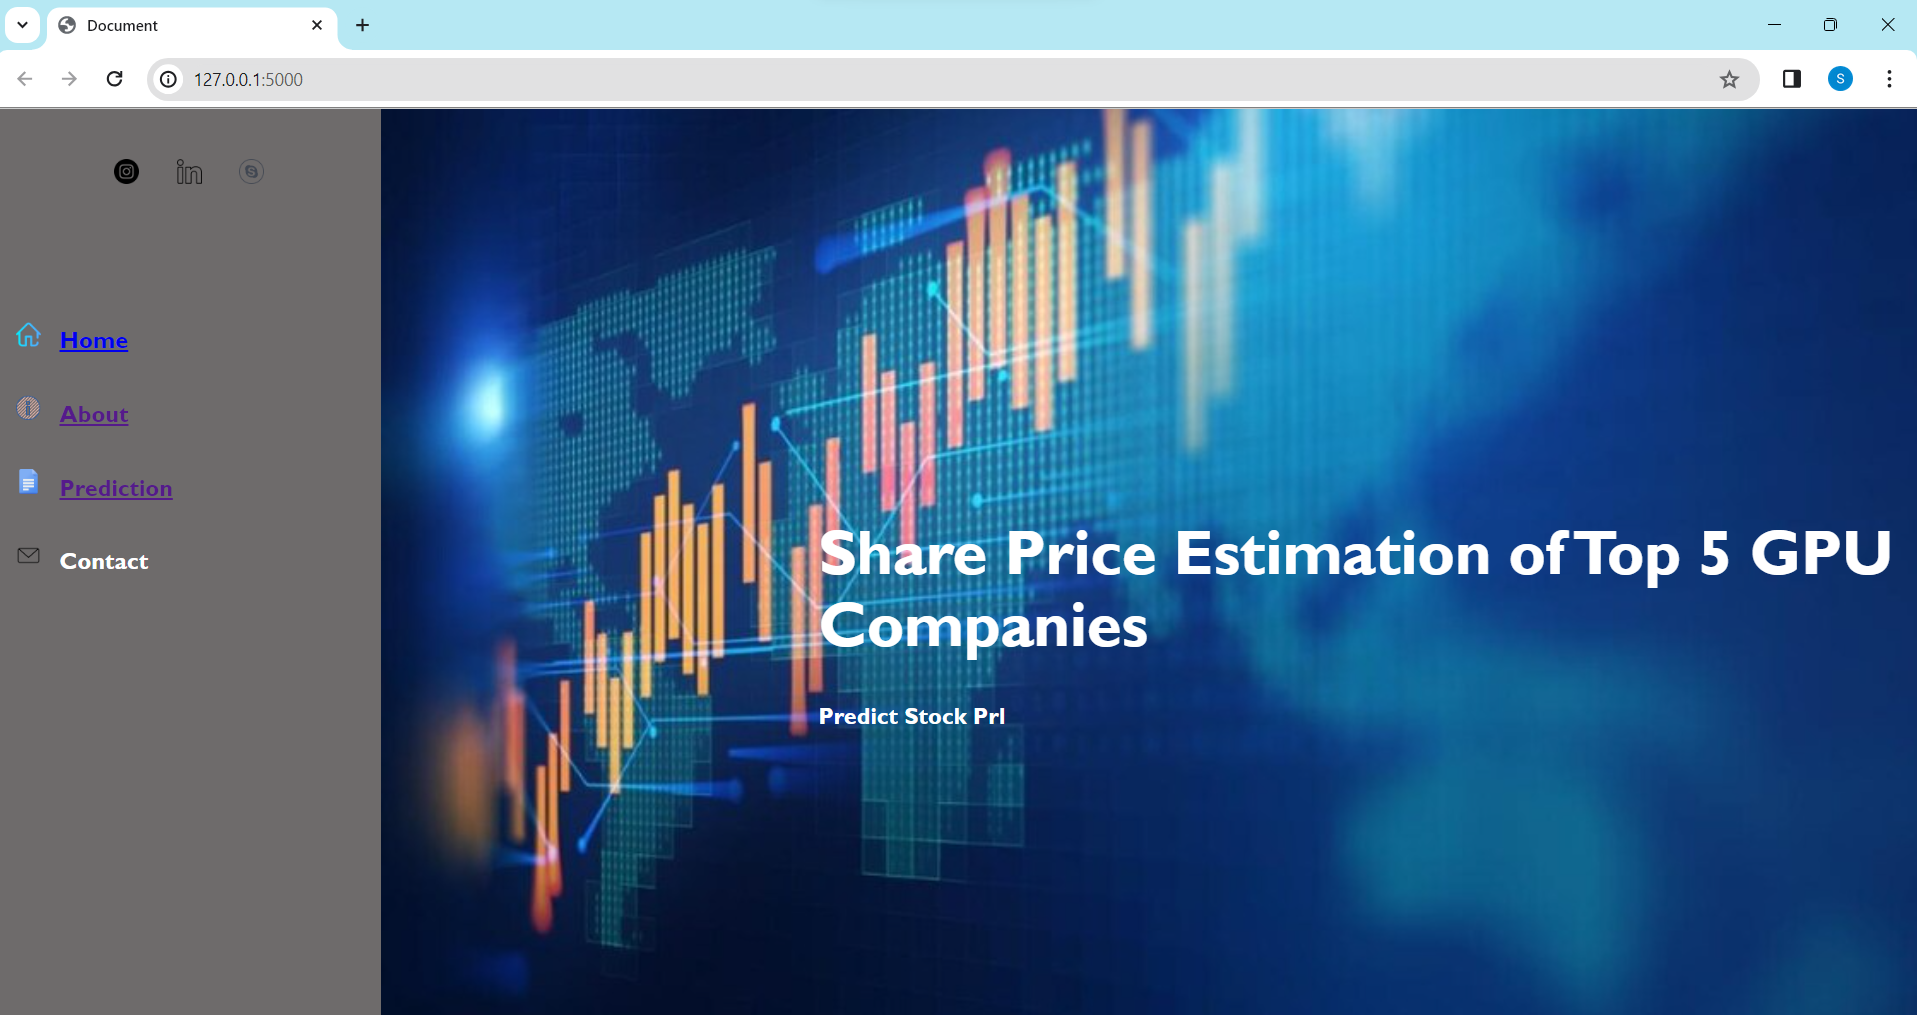 Document
127.0.0.1:5000
S
in
Home
About
Prediction
Contact
Share Price Estimation of Top 5 GPU
Companies
Predict Stock Prl